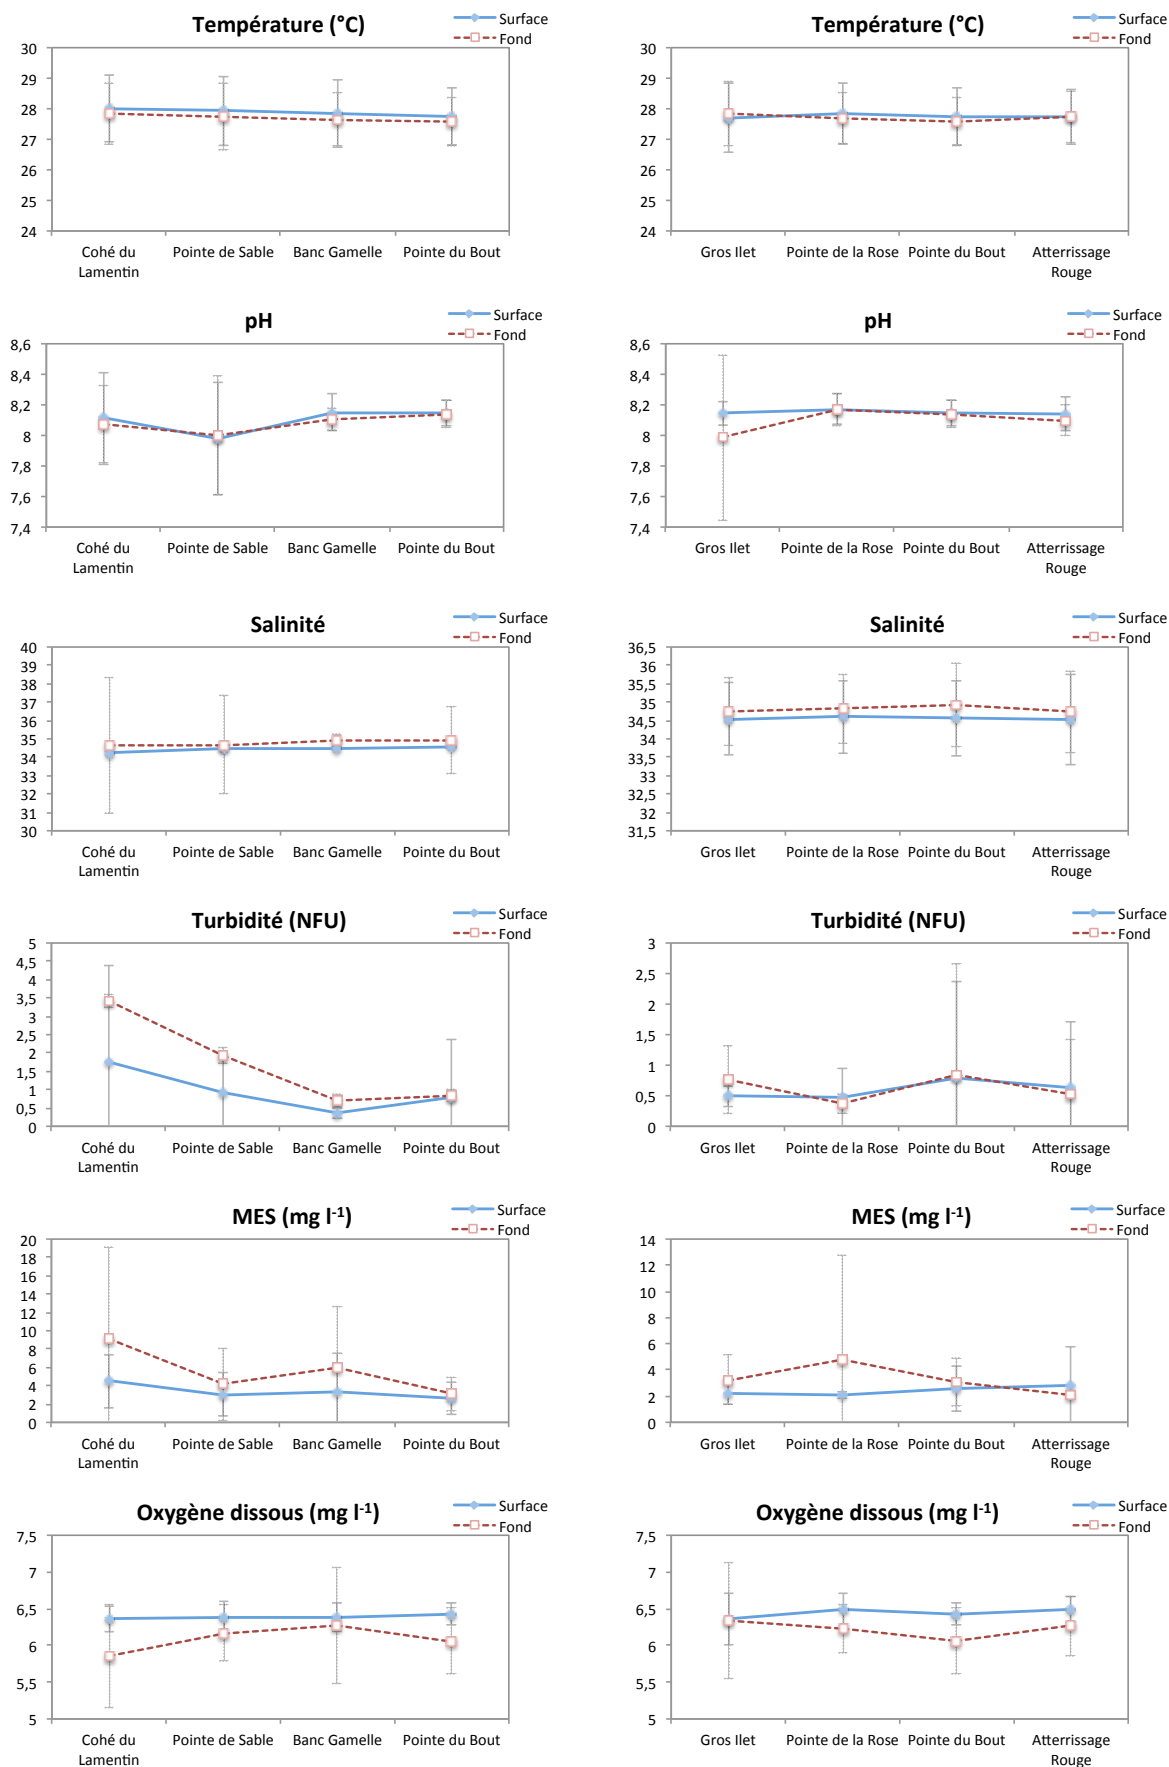 Température (°C)
Surface
Fond
30
29
28
27
26
25
24
Cohé du
Lamentin
Pointe de Sable
Banc Gamelle
Pointe du Bout
Température (°C)
Surface
Fond
30
29
28
27
26
25
24
Gros Ilet
Pointe de la Rose
Pointe du Bout
Atterrissage
Rouge
pH
Surface
Fond
8,6
8,4
8,2
8
7,8
7,6
7,4
Cohé du
Lamentin
Pointe de Sable
Banc Gamelle
Pointe du Bout
pH
Surface
Fond
8,6
8,4
8,2
8
7,8
7,6
7,4
Gros Ilet
Pointe de la Rose
Pointe du Bout
Atterrissage
Rouge
Salinité
Surface
Fond
40
39
38
37
36
35
34
33
32
31
30
Cohé du
Lamentin
Pointe de Sable
Banc Gamelle
Pointe du Bout
Salinité
Surface
Fond
36,5
36
35,5
35
34,5
34
33,5
33
32,5
32
31,5
Gros Ilet
Pointe de la Rose
Pointe du Bout
Atterrissage
Rouge
Turbidité (NFU)
Surface
Fond
5
4,5
4
3,5
3
2,5
2
1,5
1
0,5
0
Cohé du
Lamentin
Pointe de Sable
Banc Gamelle
Pointe du Bout
Turbidité (NFU)
Surface
Fond
3
2,5
2
1,5
1
0,5
0
Gros Ilet
Pointe de la Rose
Pointe du Bout
Atterrissage
Rouge
MES (mg l⁻¹)
Surface
Fond
20
18
16
14
12
10
8
6
4
2
0
Cohé du
Lamentin
Pointe de Sable
Banc Gamelle
Pointe du Bout
MES (mg l⁻¹)
Surface
Fond
14
12
10
8
6
4
2
0
Gros Ilet
Pointe de la Rose
Pointe du Bout
Atterrissage
Rouge
Oxygène dissous (mg l⁻¹)
Surface
Fond
7,5
7
6,5
6
5,5
5
Cohé du
Lamentin
Pointe de Sable
Banc Gamelle
Pointe du Bout
Oxygène dissous (mg l⁻¹)
Surface
Fond
7,5
7
6,5
6
5,5
5
Gros Ilet
Pointe de la Rose
Pointe du Bout
Atterrissage
Rouge